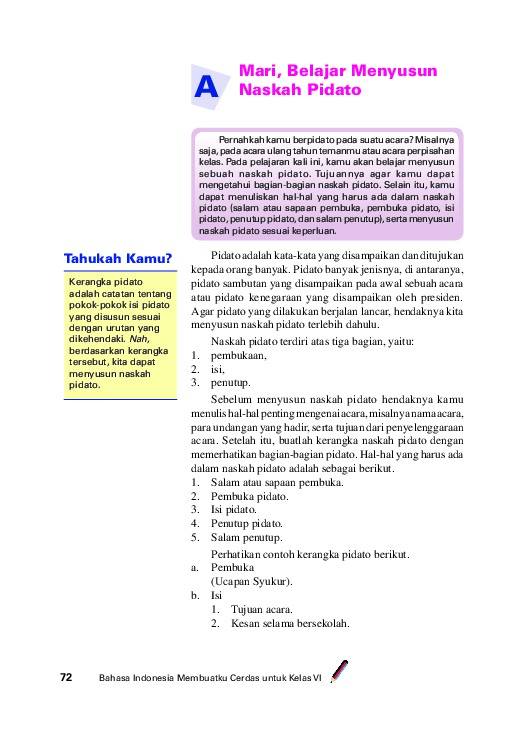 A
Mari, Belajar Menyusun
Naskah Pidato
Pernahkah kamu berpidato pada suatu acara? Misalnya
saja, pada acara ulang tahun temanmu atau acara perpisahan
kelas. Pada pelajaran kali ini, kamu akan belajar menyusun
sebuah naskah pidato. Tujuannya agar kamu dapat
mengetahui bagian-bagian naskah pidato. Selain itu, kamu
dapat menuliskan hal-hal yang harus ada dalam naskah
pidato (salam atau sapaan pembuka, pembuka pidato, isi
pidato, penutup pidato, dan salam penutup), serta menyusun
naskah pidato sesuai keperluan.
Tahukah Kamu?
Kerangka pidato
adalah catatan tentang
pokok-pokok isi pidato
yang disusun sesuai
dengan urutan yang
dikehendaki. Nah,
berdasarkan kerangka
tersebut, kita dapat
menyusun naskah
pidato.
Pidato adalah kata-kata yang disampaikan dan ditujukan
kepada orang banyak. Pidato banyak jenisnya, di antaranya,
pidato sambutan yang disampaikan pada awal sebuah acara
atau pidato kenegaraan yang disampaikan oleh presiden.
Agar pidato yang dilakukan berjalan lancar, hendaknya kita
menyusun naskah pidato terlebih dahulu.
Naskah pidato terdiri atas tiga bagian, yaitu:
1. pembukaan,
2. isi,
3. penutup.
Sebelum menyusun naskah pidato hendaknya kamu
menulis hal-hal penting mengenai acara, misalnya nama acara,
para undangan yang hadir, serta tujuan dari penyelenggaraan
acara. Setelah itu, buatlah kerangka naskah pidato dengan
memerhatikan bagian-bagian pidato. Hal-hal yang harus ada
dalam naskah pidato adalah sebagai berikut.
1. Salam atau sapaan pembuka.
2. Pembuka pidato.
3. Isi pidato.
4. Penutup pidato.
5. Salam penutup.
Perhatikan contoh kerangka pidato berikut.
a. Pembuka
(Ucapan Syukur).
b. Isi
1. Tujuan acara.
2. Kesan selama bersekolah.
72 Bahasa Indonesia Membuatku Cerdas untuk Kelas VI